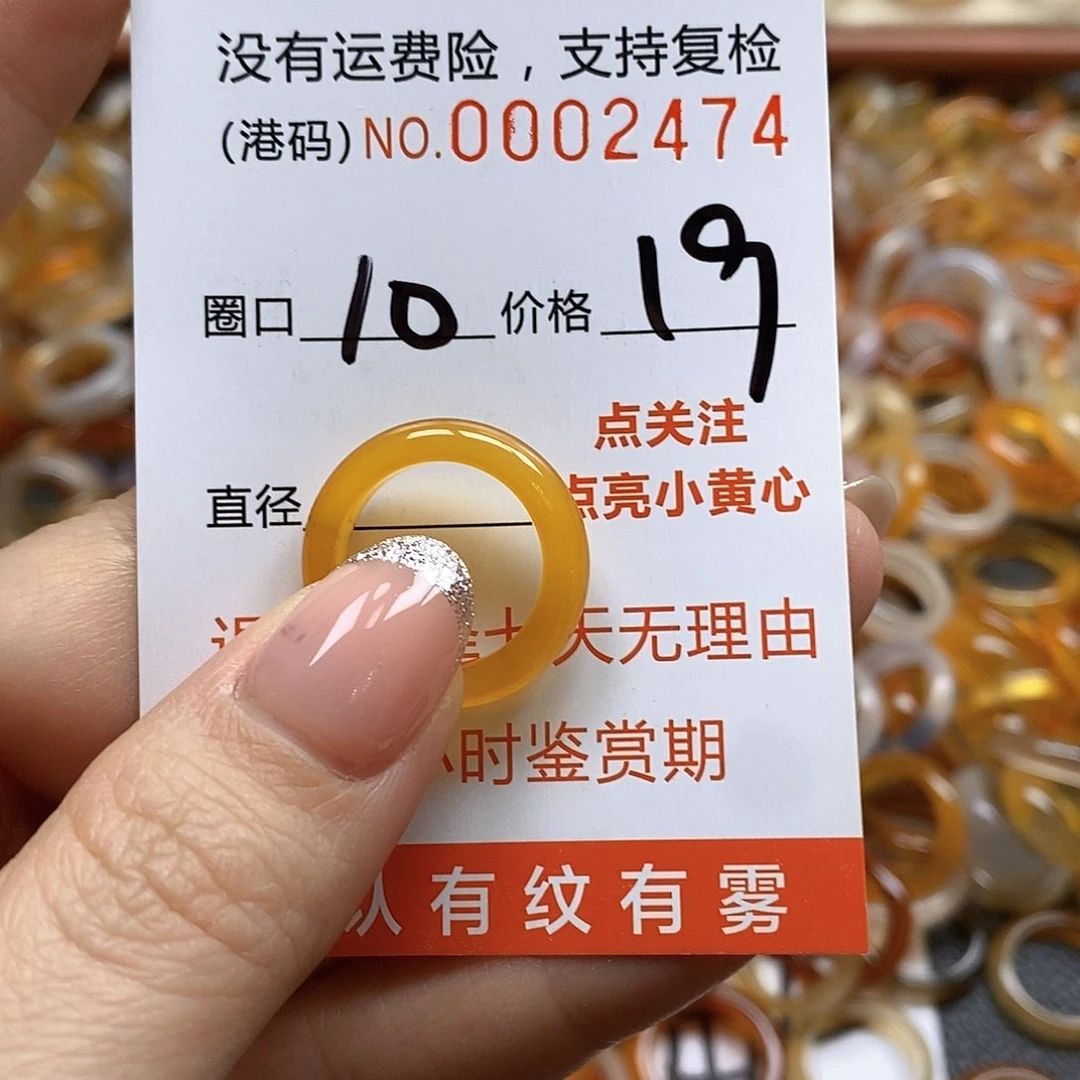 没有运费险，支持复检
(港码) NO.0002474
圈口 10 价格 19
点关注
直径 点亮小黄心
天无理由
小时鉴赏期
认有纹有雾